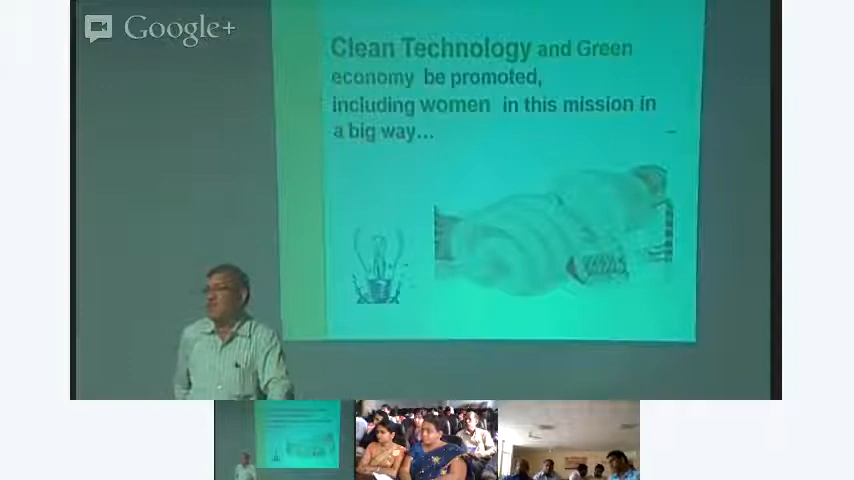 Google+
Clean Technology and Green
economy be promoted,
including women in this mission in
a big way...